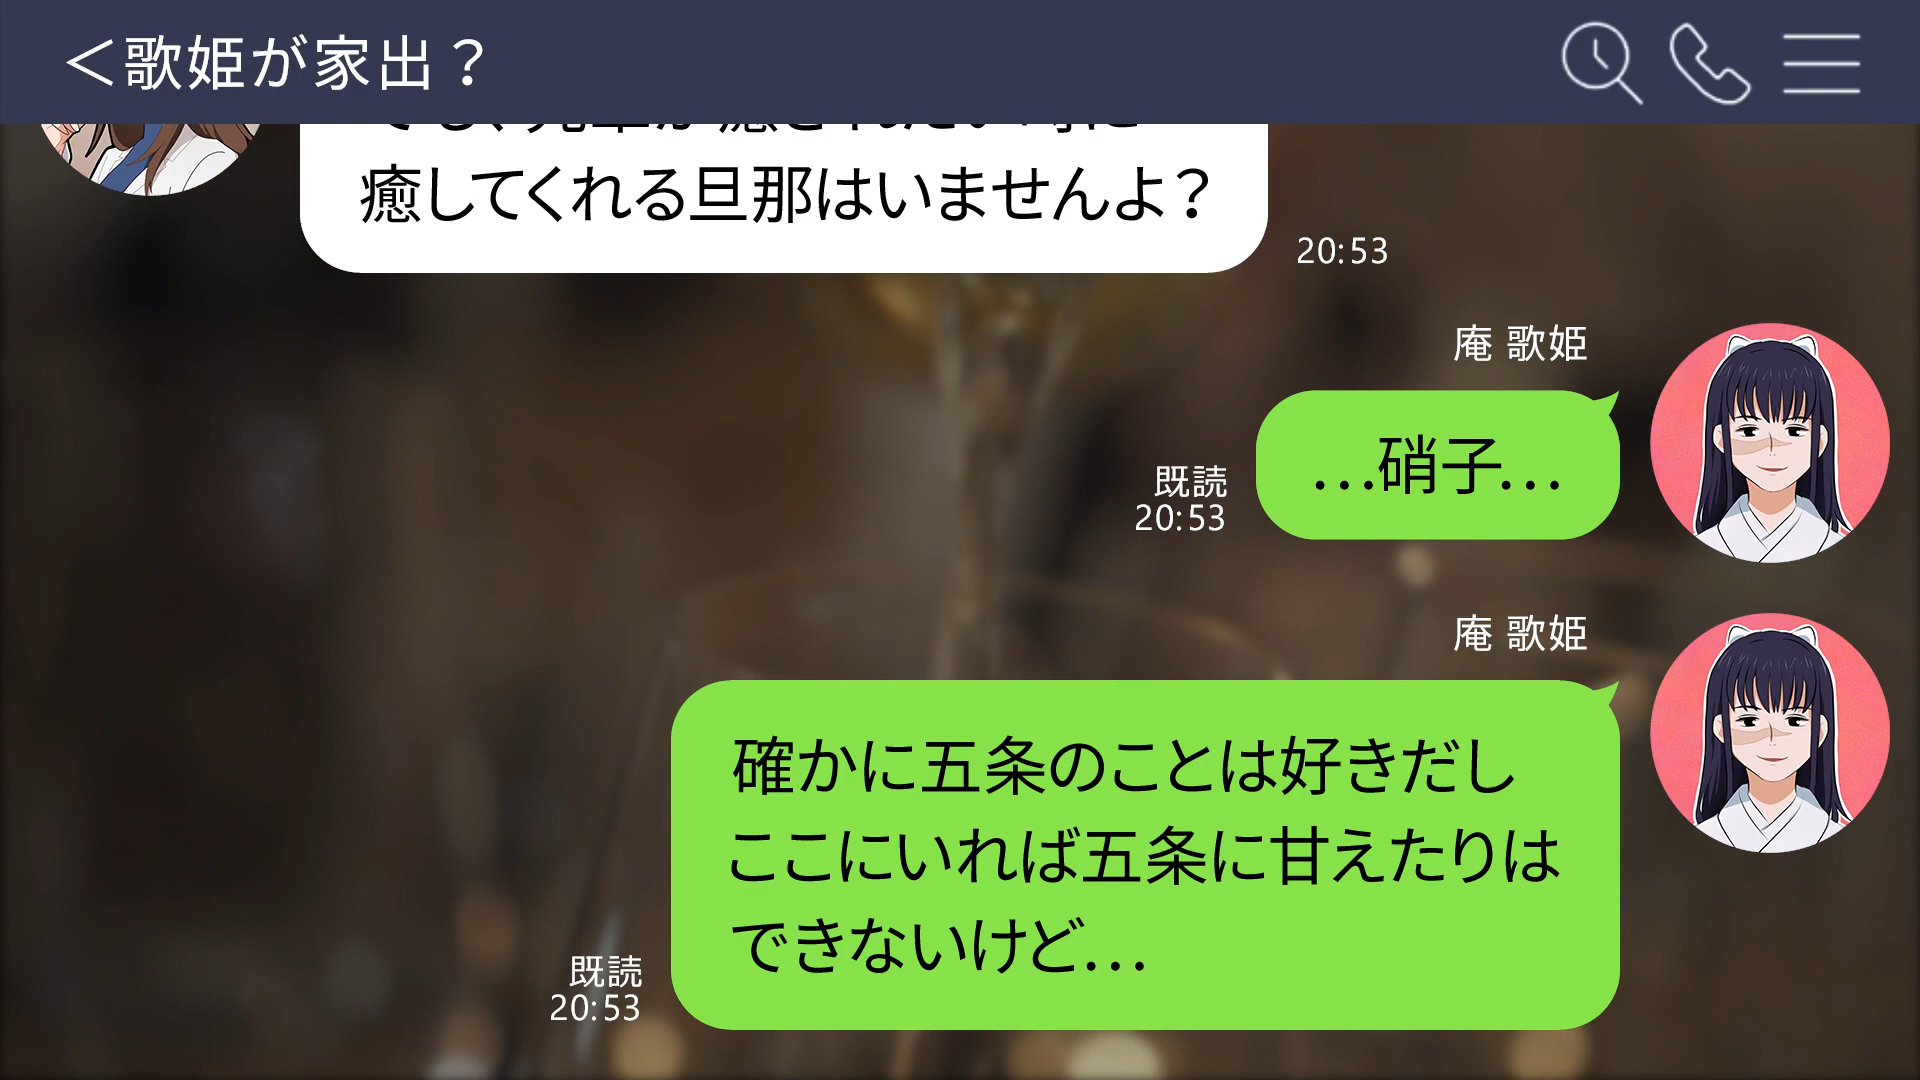 ＜歌姫が家出？
癒してくれる旦那はいませんよ？
20:53
庵 歌姫
…硝子…
既読
20:53
庵 歌姫
確かに五条のことは好きだし
ここにいれば五条に甘えたりは
できないけど…
既読
20:53